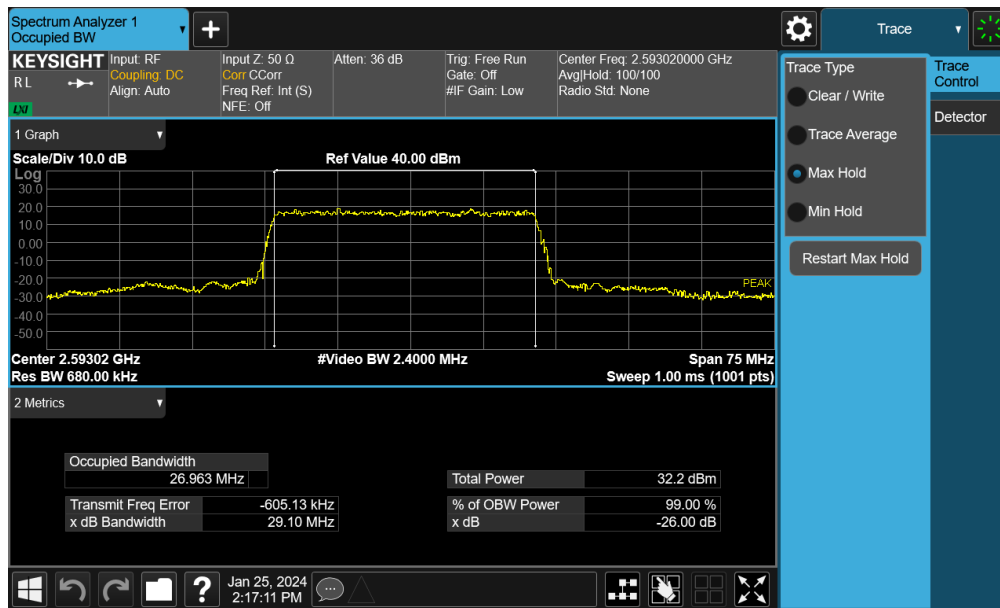 Spectrum Analyzer 1
Occupied BW
+
Trace
KEYSIGHT
R L
LXI
Input: RF
Coupling: DC
Align: Auto
Input Z: 50 Ω
Corr CCorr
Freq Ref: Int (S)
NFE: Off
Atten: 36 dB
Trig: Free Run
Gate: Off
#IF Gain: Low
Center Freq: 2.593020000 GHz
Avg|Hold: 100/100
Radio Std: None
Trace Type
Clear / Write
Trace Average
Max Hold
Min Hold
Restart Max Hold
Trace
Control
Detector
1 Graph
Scale/Div 10.0 dB
Ref Value 40.00 dBm
Log
30.0
20.0
10.0
0.00
-10.0
-20.0
-30.0
-40.0
-50.0
PEAK
Center 2.59302 GHz
#Video BW 2.4000 MHz
Span 75 MHz
Res BW 680.00 kHz
Sweep 1.00 ms (1001 pts)
2 Metrics
Occupied Bandwidth
26.963 MHz
Total Power 32.2 dBm
Transmit Freq Error -605.13 kHz
% of OBW Power 99.00 %
x dB Bandwidth 29.10 MHz
x dB -26.00 dB
?
Jan 25, 2024
2:17:11 PM